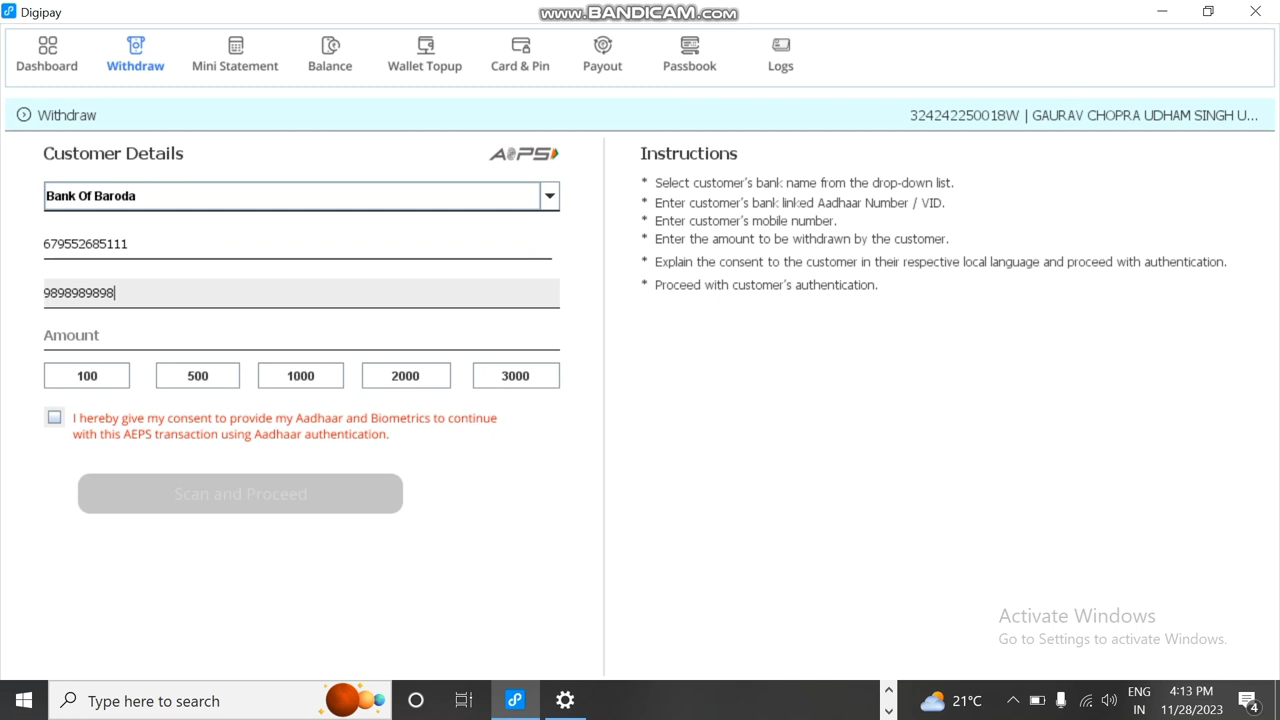 Digipay
www.BANDICAM.com
Dashboard
Withdraw
Mini Statement
Balance
Wallet Topup
Card & Pin
Payout
Passbook
Logs
Withdraw
324242250018W | GAURAV CHOPRA UDHAM SINGH U...
Customer Details
AePS
Bank Of Baroda
679552685111
9898989898
Amount
100
500
1000
2000
3000
I hereby give my consent to provide my Aadhaar and Biometrics to continue
with this AEPS transaction using Aadhaar authentication.
Scan and Proceed
Instructions
* Select customer's bank name from the drop-down list.
* Enter customer's bank linked Aadhaar Number / VID.
* Enter customer's mobile number.
* Enter the amount to be withdrawn by the customer.
* Explain the consent to the customer in their respective local language and proceed with authentication.
* Proceed with customer's authentication.
Activate Windows
Go to Settings to activate Windows.
Type here to search
21°C
ENG
IN
4:13 PM
11/28/2023
4